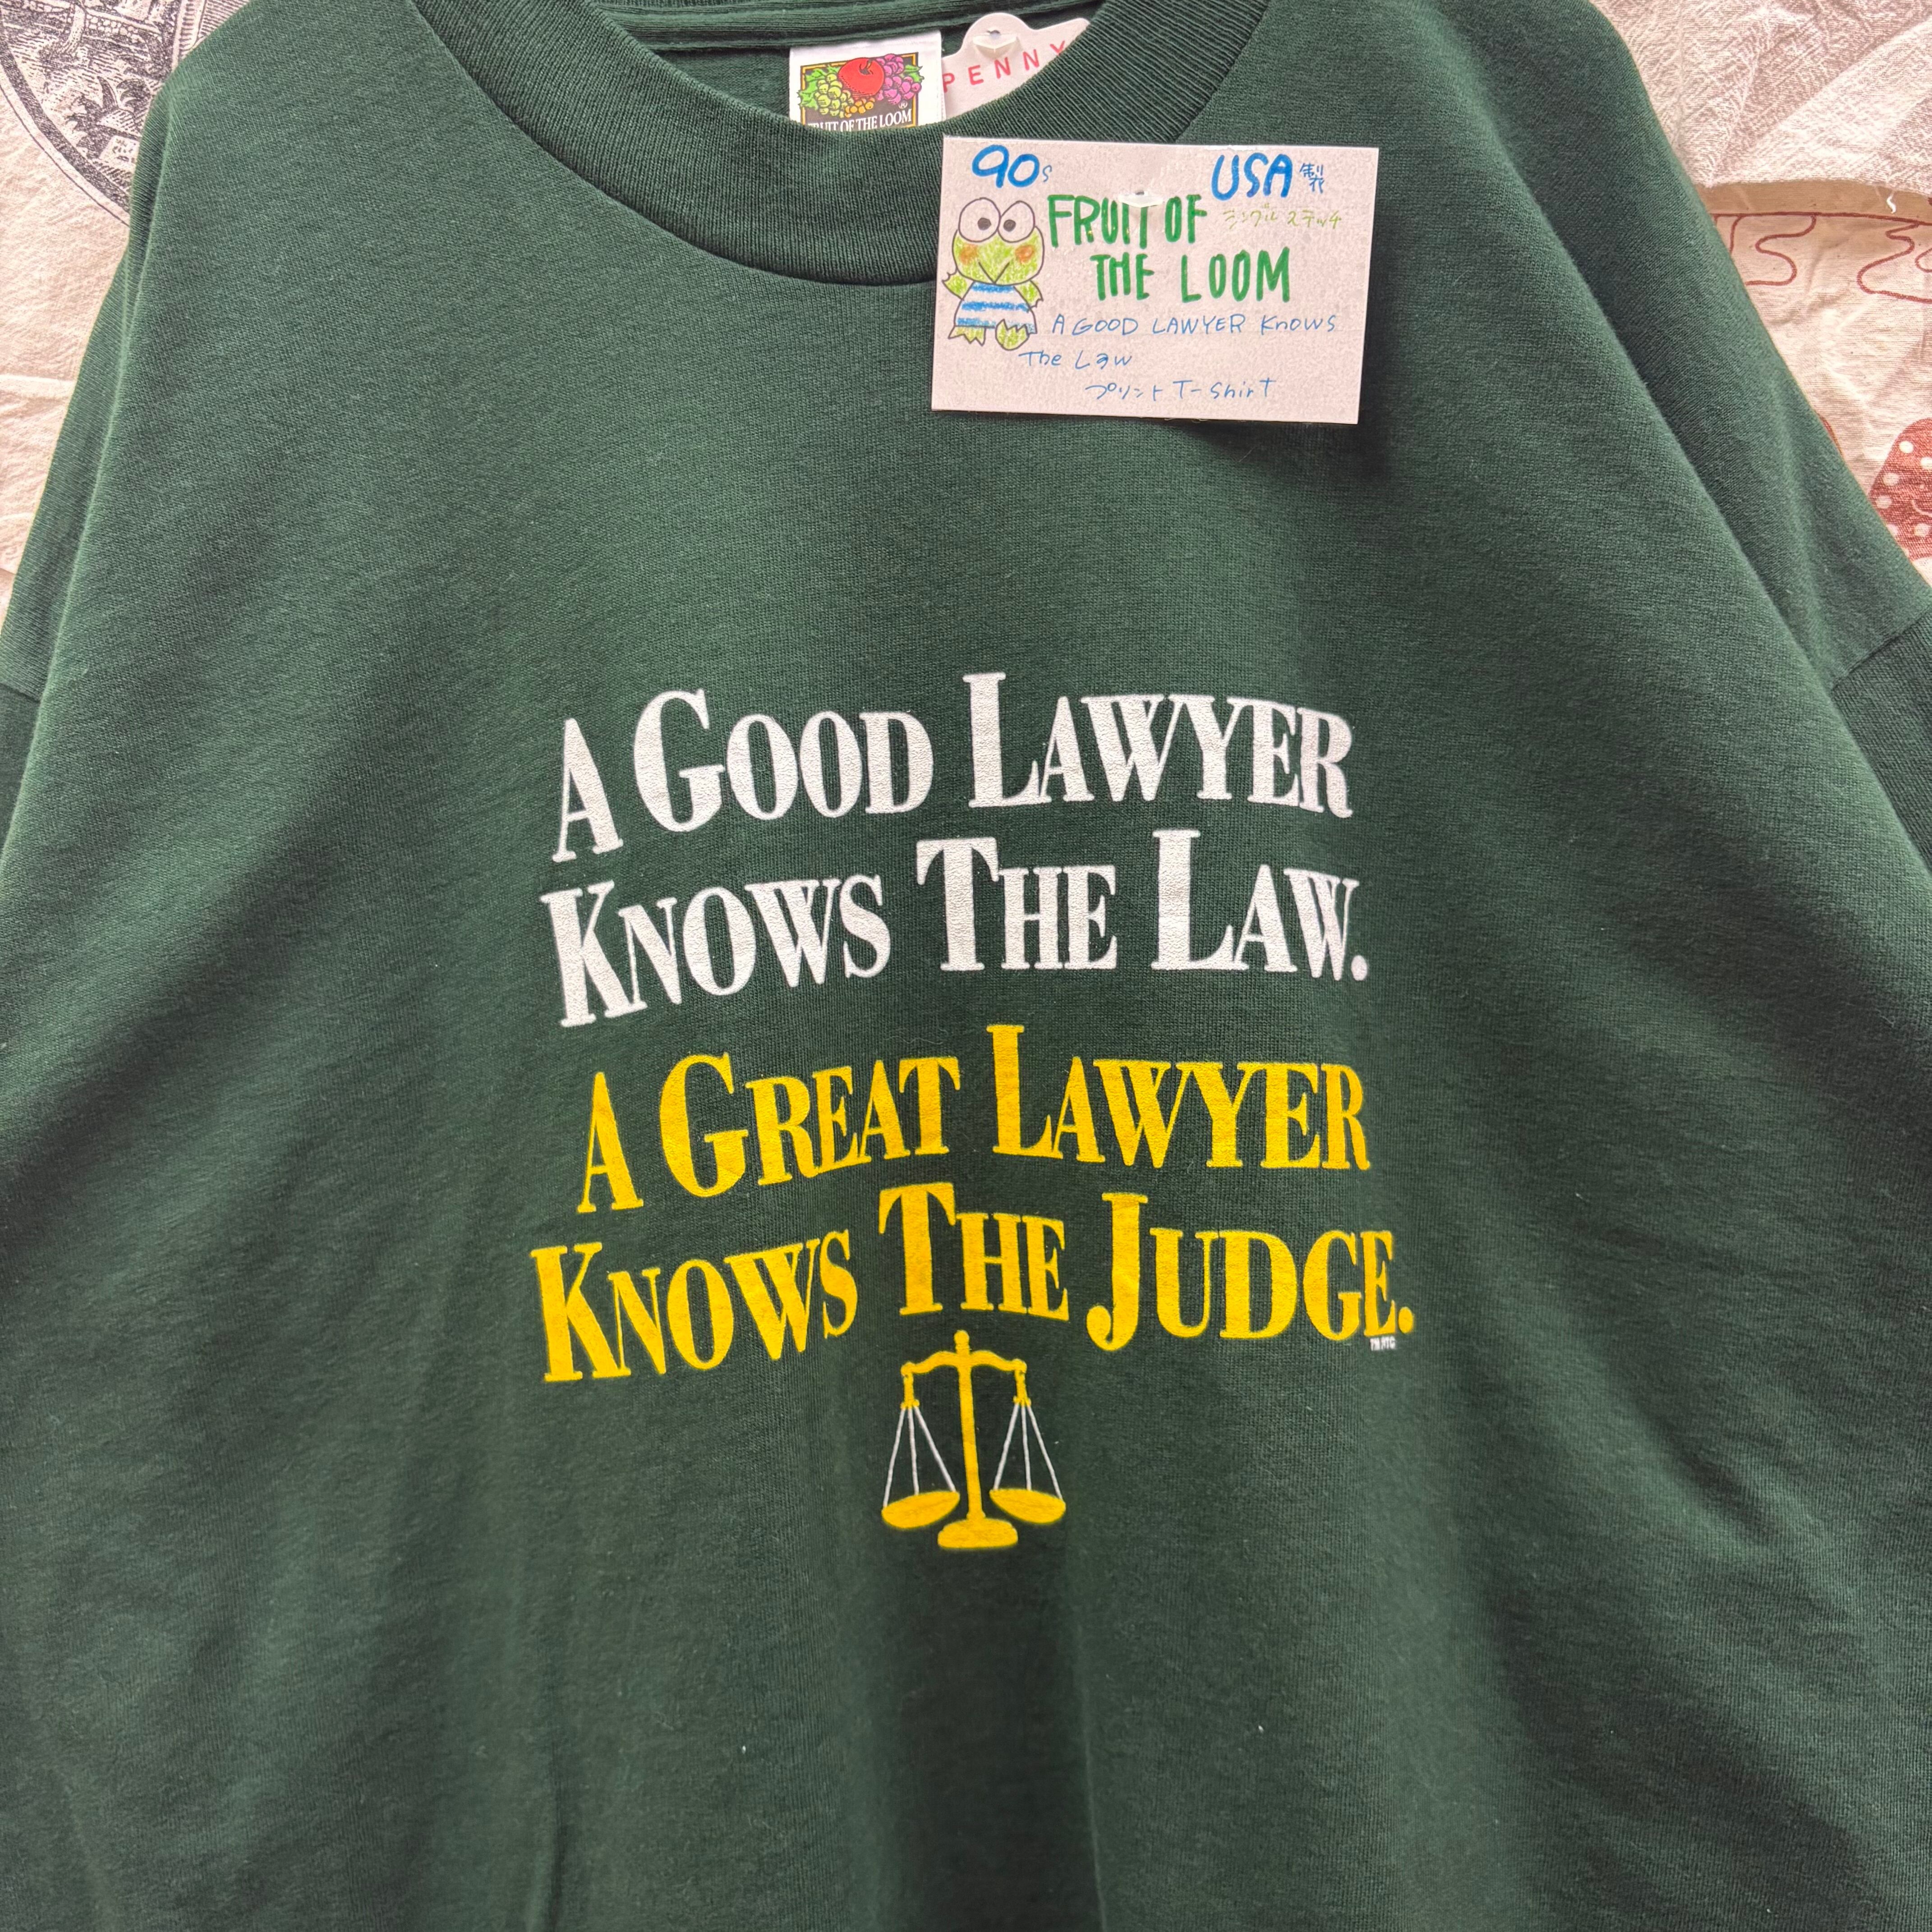 FRUIT OF THE LOOM
PENNY
90s USA製
FRUIT OF シングルステッチ
THE LOOM
A GOOD LAWYER Knows
The Law
プリント T-Shirt
A GOOD LAWYER
KNOWS THE LAW.
A GREAT LAWYER
KNOWS THE JUDGE.